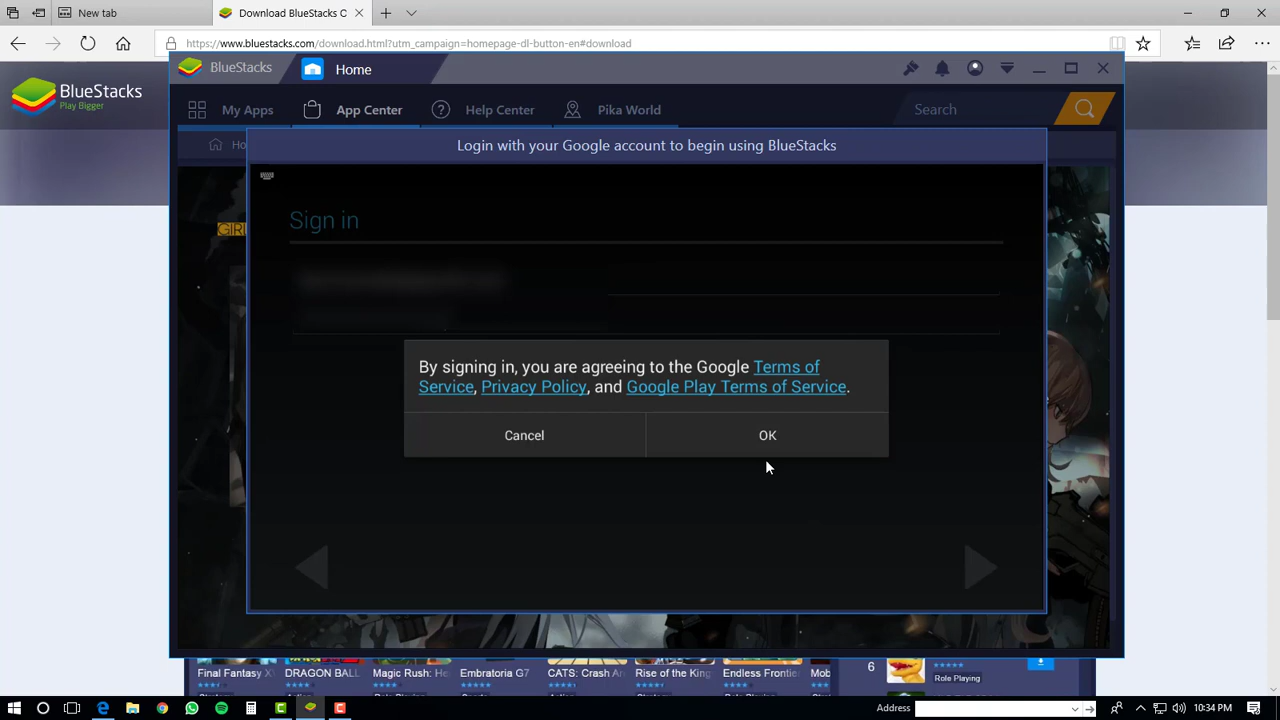 New tab
Download BlueStacks O
https://www.bluestacks.com/download.html?utm_campaign=homepage-dl-button-en#download
BlueStacks
Play Bigger
BlueStacks
Home
My Apps
App Center
Help Center
Pika World
Search
Ho
Login with your Google account to begin using BlueStacks
GIRL
Sign in
By signing in, you are agreeing to the Google Terms of
Service, Privacy Policy, and Google Play Terms of Service.
Cancel
OK
Final Fantasy X
DRAGON BAL
Magic Rush: He
Embratoria G7
CATS: Crash Ar
Rise of the King
Endless Frontie
Mob
6
Role Playing
Address
10:34 PM